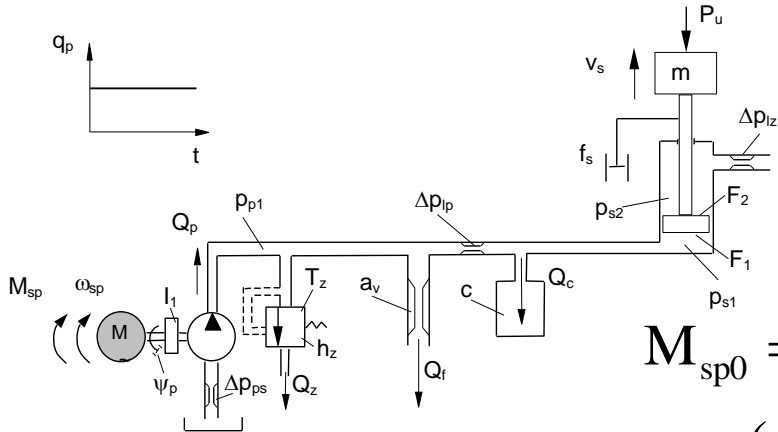 P_u
q_p
v_s
m
Δp_lz
t
f_s
p_s2
F_2
Q_p
p_p1
Δp_lp
F_1
M_sp
ω_sp
I_1
T_z
a_v
c
Q_c
p_s1
M
h_z
ψ_p
Δp_ps
Q_z
Q_f
M_sp0 =